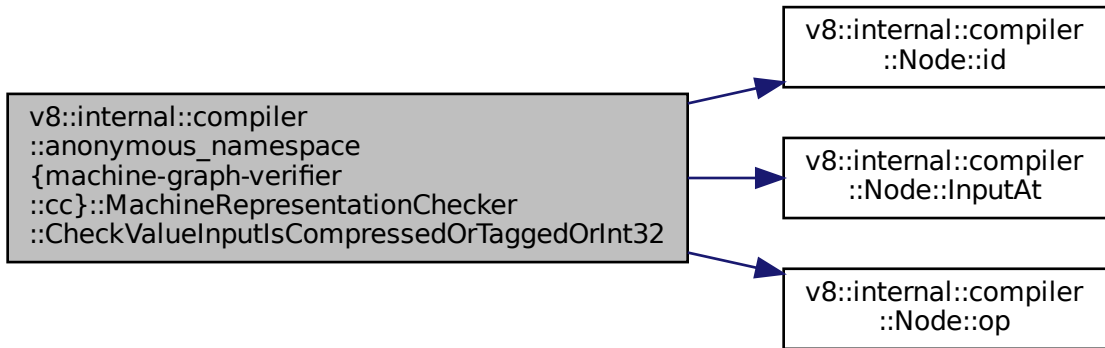 v8::internal::compiler
::Node::id
v8::internal::compiler
::anonymous_namespace
{machine-graph-verifier
::cc}::MachineRepresentationChecker
::CheckValueInputIsCompressedOrTaggedOrInt32
v8::internal::compiler
::Node::InputAt
v8::internal::compiler
::Node::op